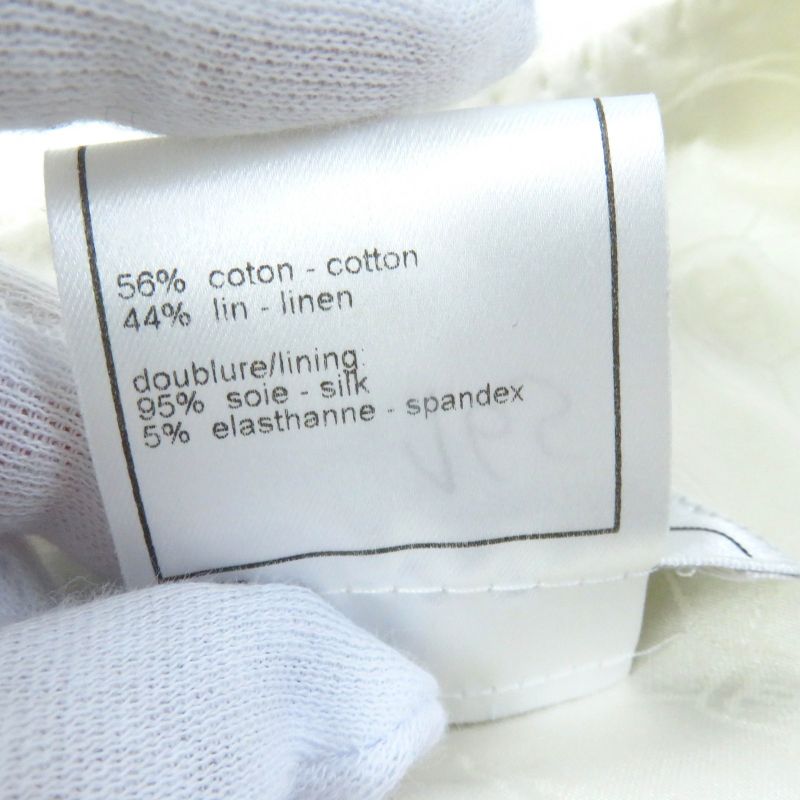 56% coton - cotton
44% lin - linen
doublure/lining:
95% soie - silk
5% elasthanne - spandex